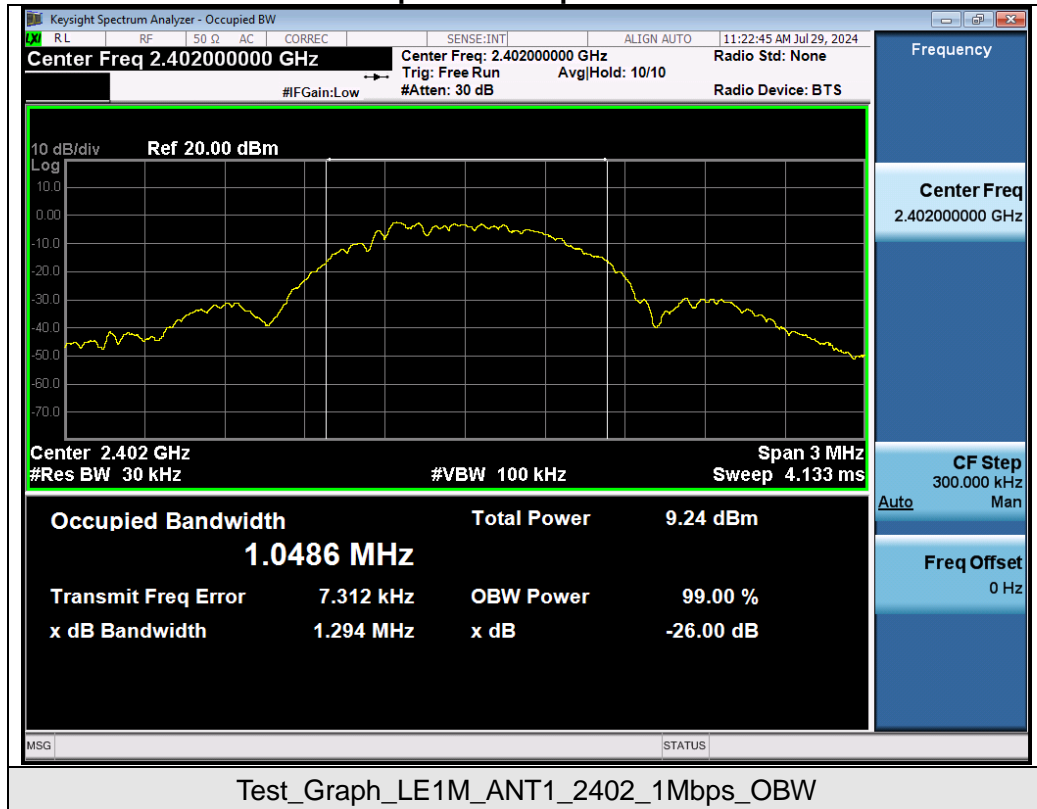 Keysight Spectrum Analyzer - Occupied BW
LXI RL RF 50 Ω AC CORREC SENSE:INT ALIGN AUTO 11:22:45 AM Jul 29, 2024
Center Freq 2.402000000 GHz
Center Freq: 2.402000000 GHz Radio Std: None
Trig: Free Run Avg|Hold: 10/10
#IFGain:Low #Atten: 30 dB Radio Device: BTS
10 dB/div Ref 20.00 dBm
Log
10.0
0.00
-10.0
-20.0
-30.0
-40.0
-50.0
-60.0
-70.0
Center 2.402 GHz Span 3 MHz
#Res BW 30 kHz #VBW 100 kHz Sweep 4.133 ms
Occupied Bandwidth Total Power 9.24 dBm
1.0486 MHz
Transmit Freq Error 7.312 kHz OBW Power 99.00 %
x dB Bandwidth 1.294 MHz x dB -26.00 dB
MSG STATUS
Frequency
Center Freq
2.402000000 GHz
CF Step
300.000 kHz
Auto Man
Freq Offset
0 Hz
Test_Graph_LE1M_ANT1_2402_1Mbps_OBW